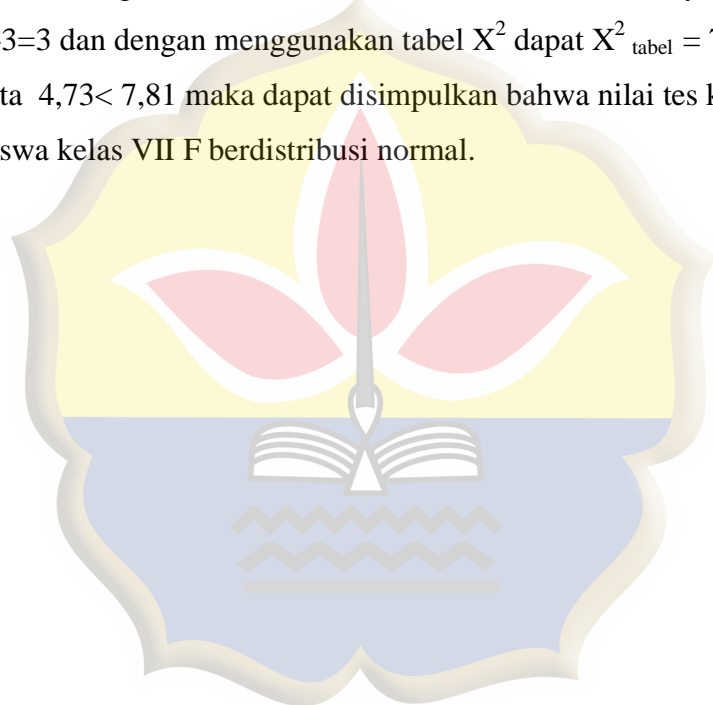 3=3 dan dengan menggunakan tabel X² dapat X² tabel =
ta 4,73< 7,81 maka dapat disimpulkan bahwa nilai tes
swa kelas VII F berdistribusi normal.